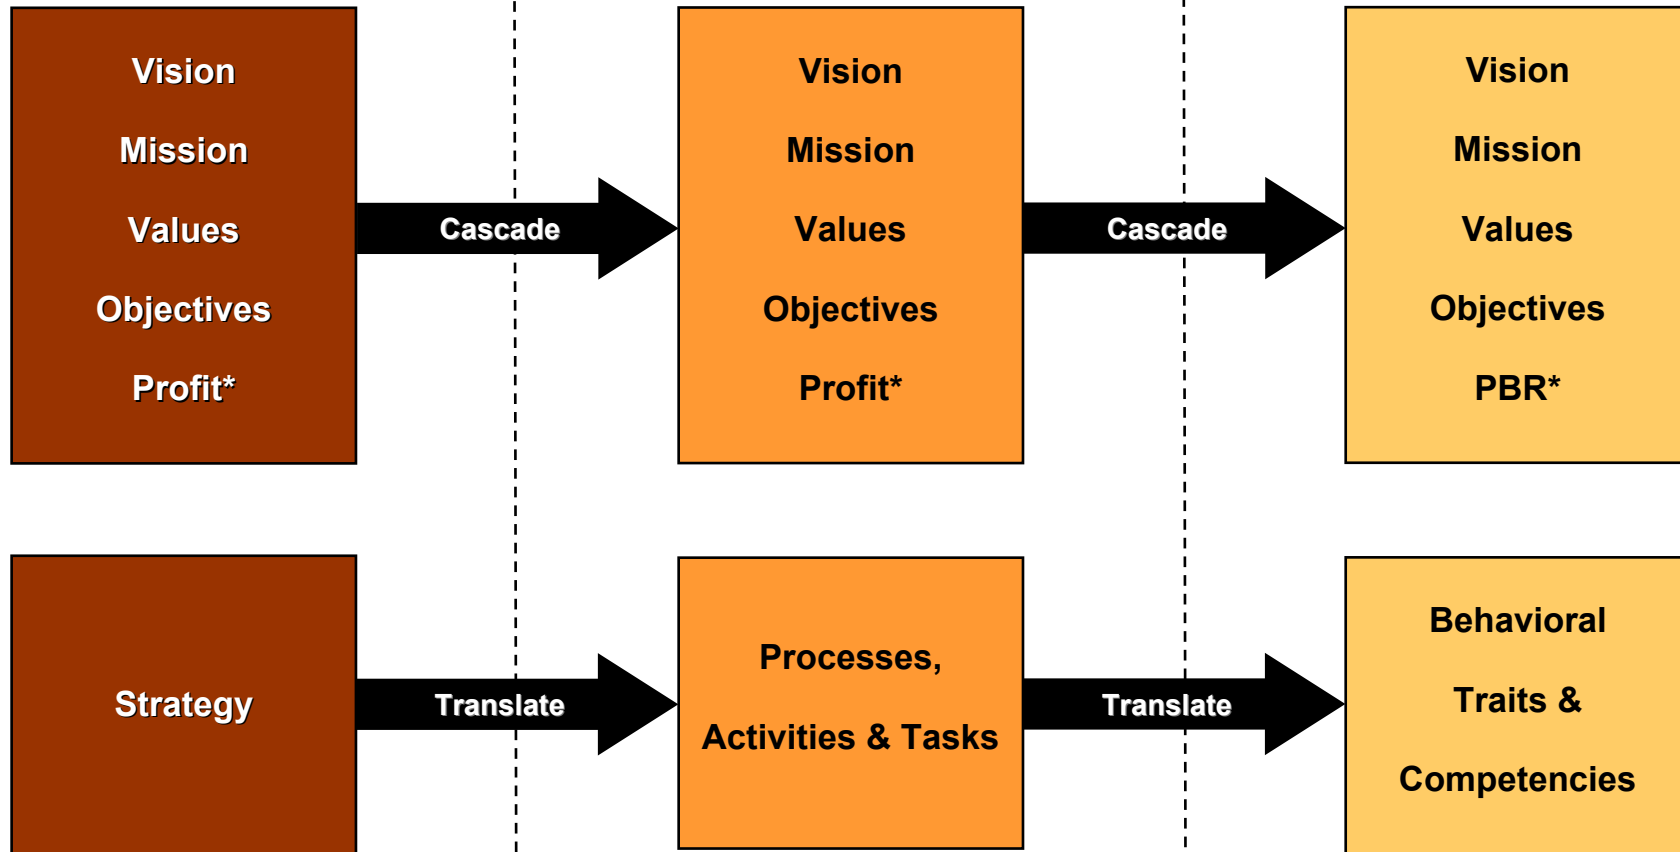 Vision
Mission
Values
Objectives
Profit*
Cascade
Vision
Mission
Values
Objectives
Profit*
Cascade
Vision
Mission
Values
Objectives
PBR*
Strategy
Translate
Processes,
Activities & Tasks
Translate
Behavioral
Traits &
Competencies